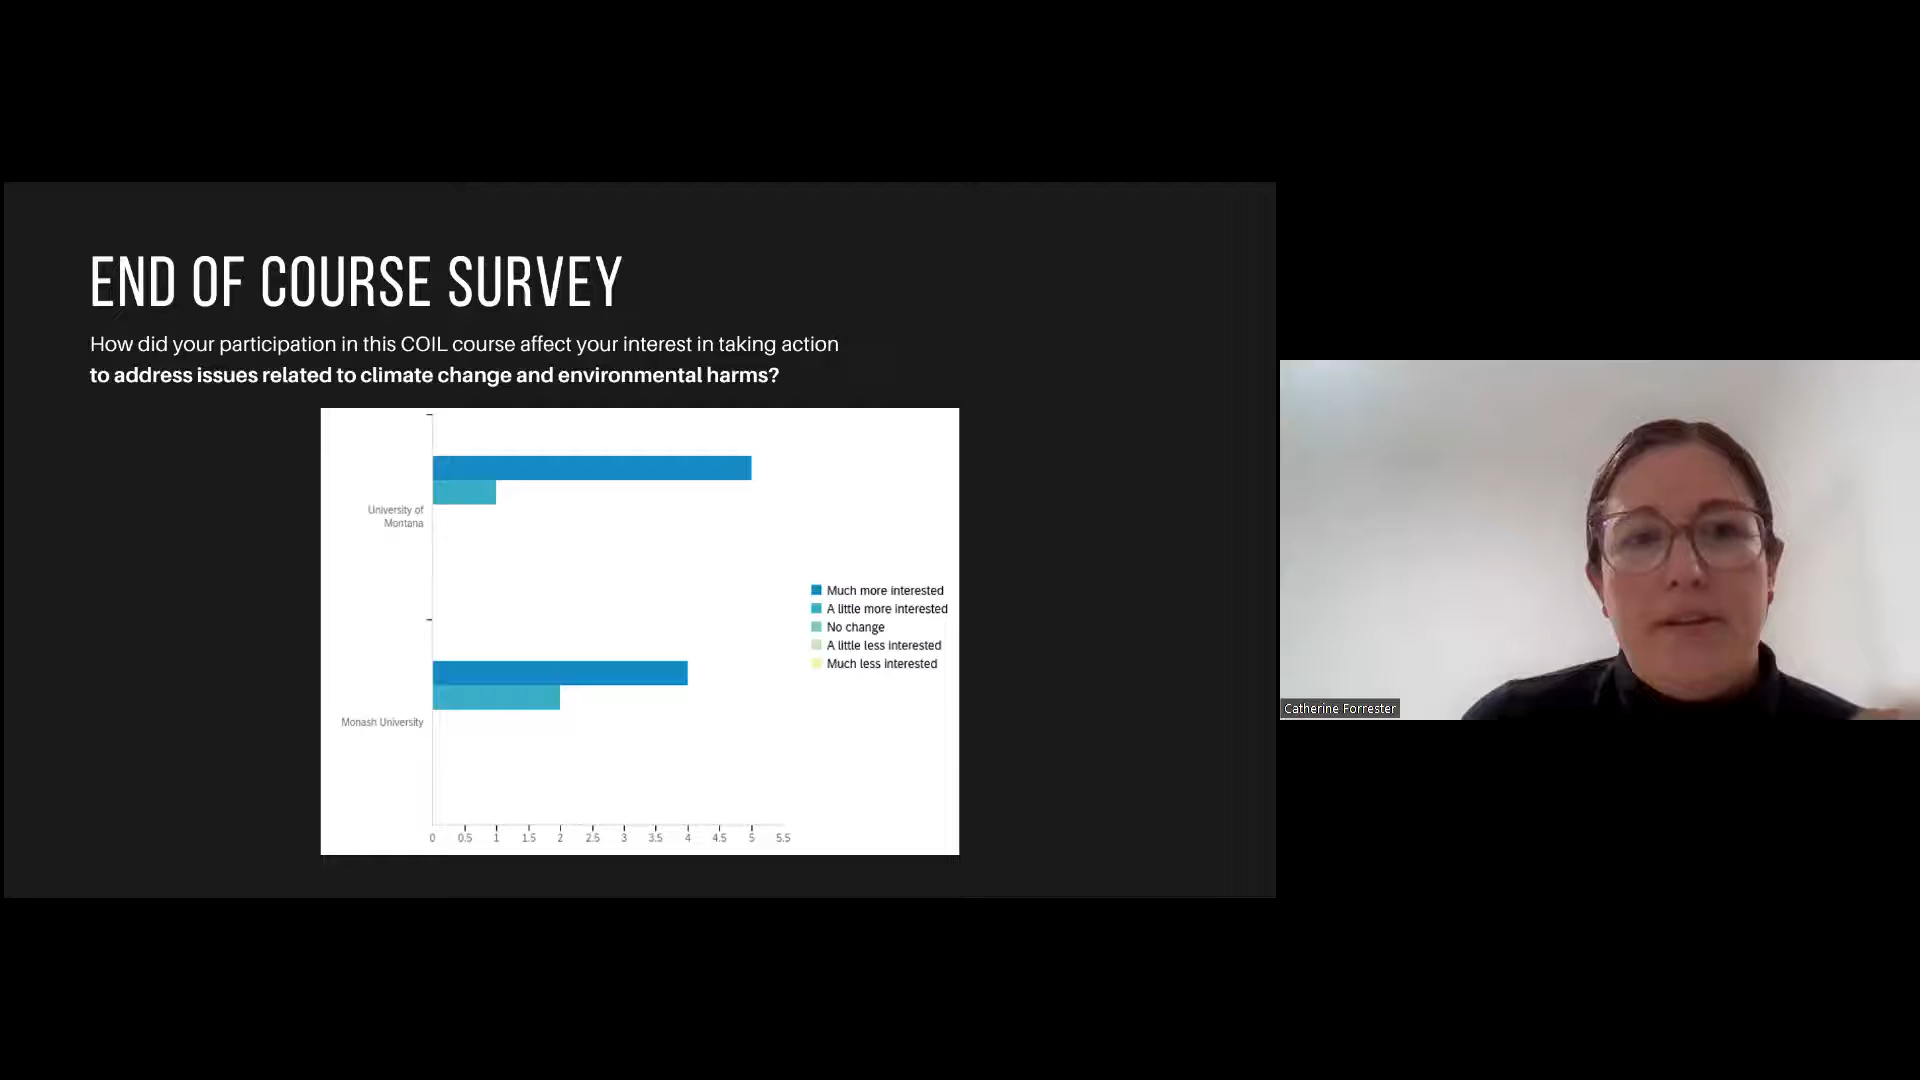 END OF COURSE SURVEY
How did your participation in this COIL course affect your interest in taking action
to address issues related to climate change and environmental harms?
University of
Montana
Monash University
Much more interested
A little more interested
No change
A little less interested
Much less interested
0 0.5 1 1.5 2 2.5 3 3.5 4 4.5 5 5.5
Catherine Forrester